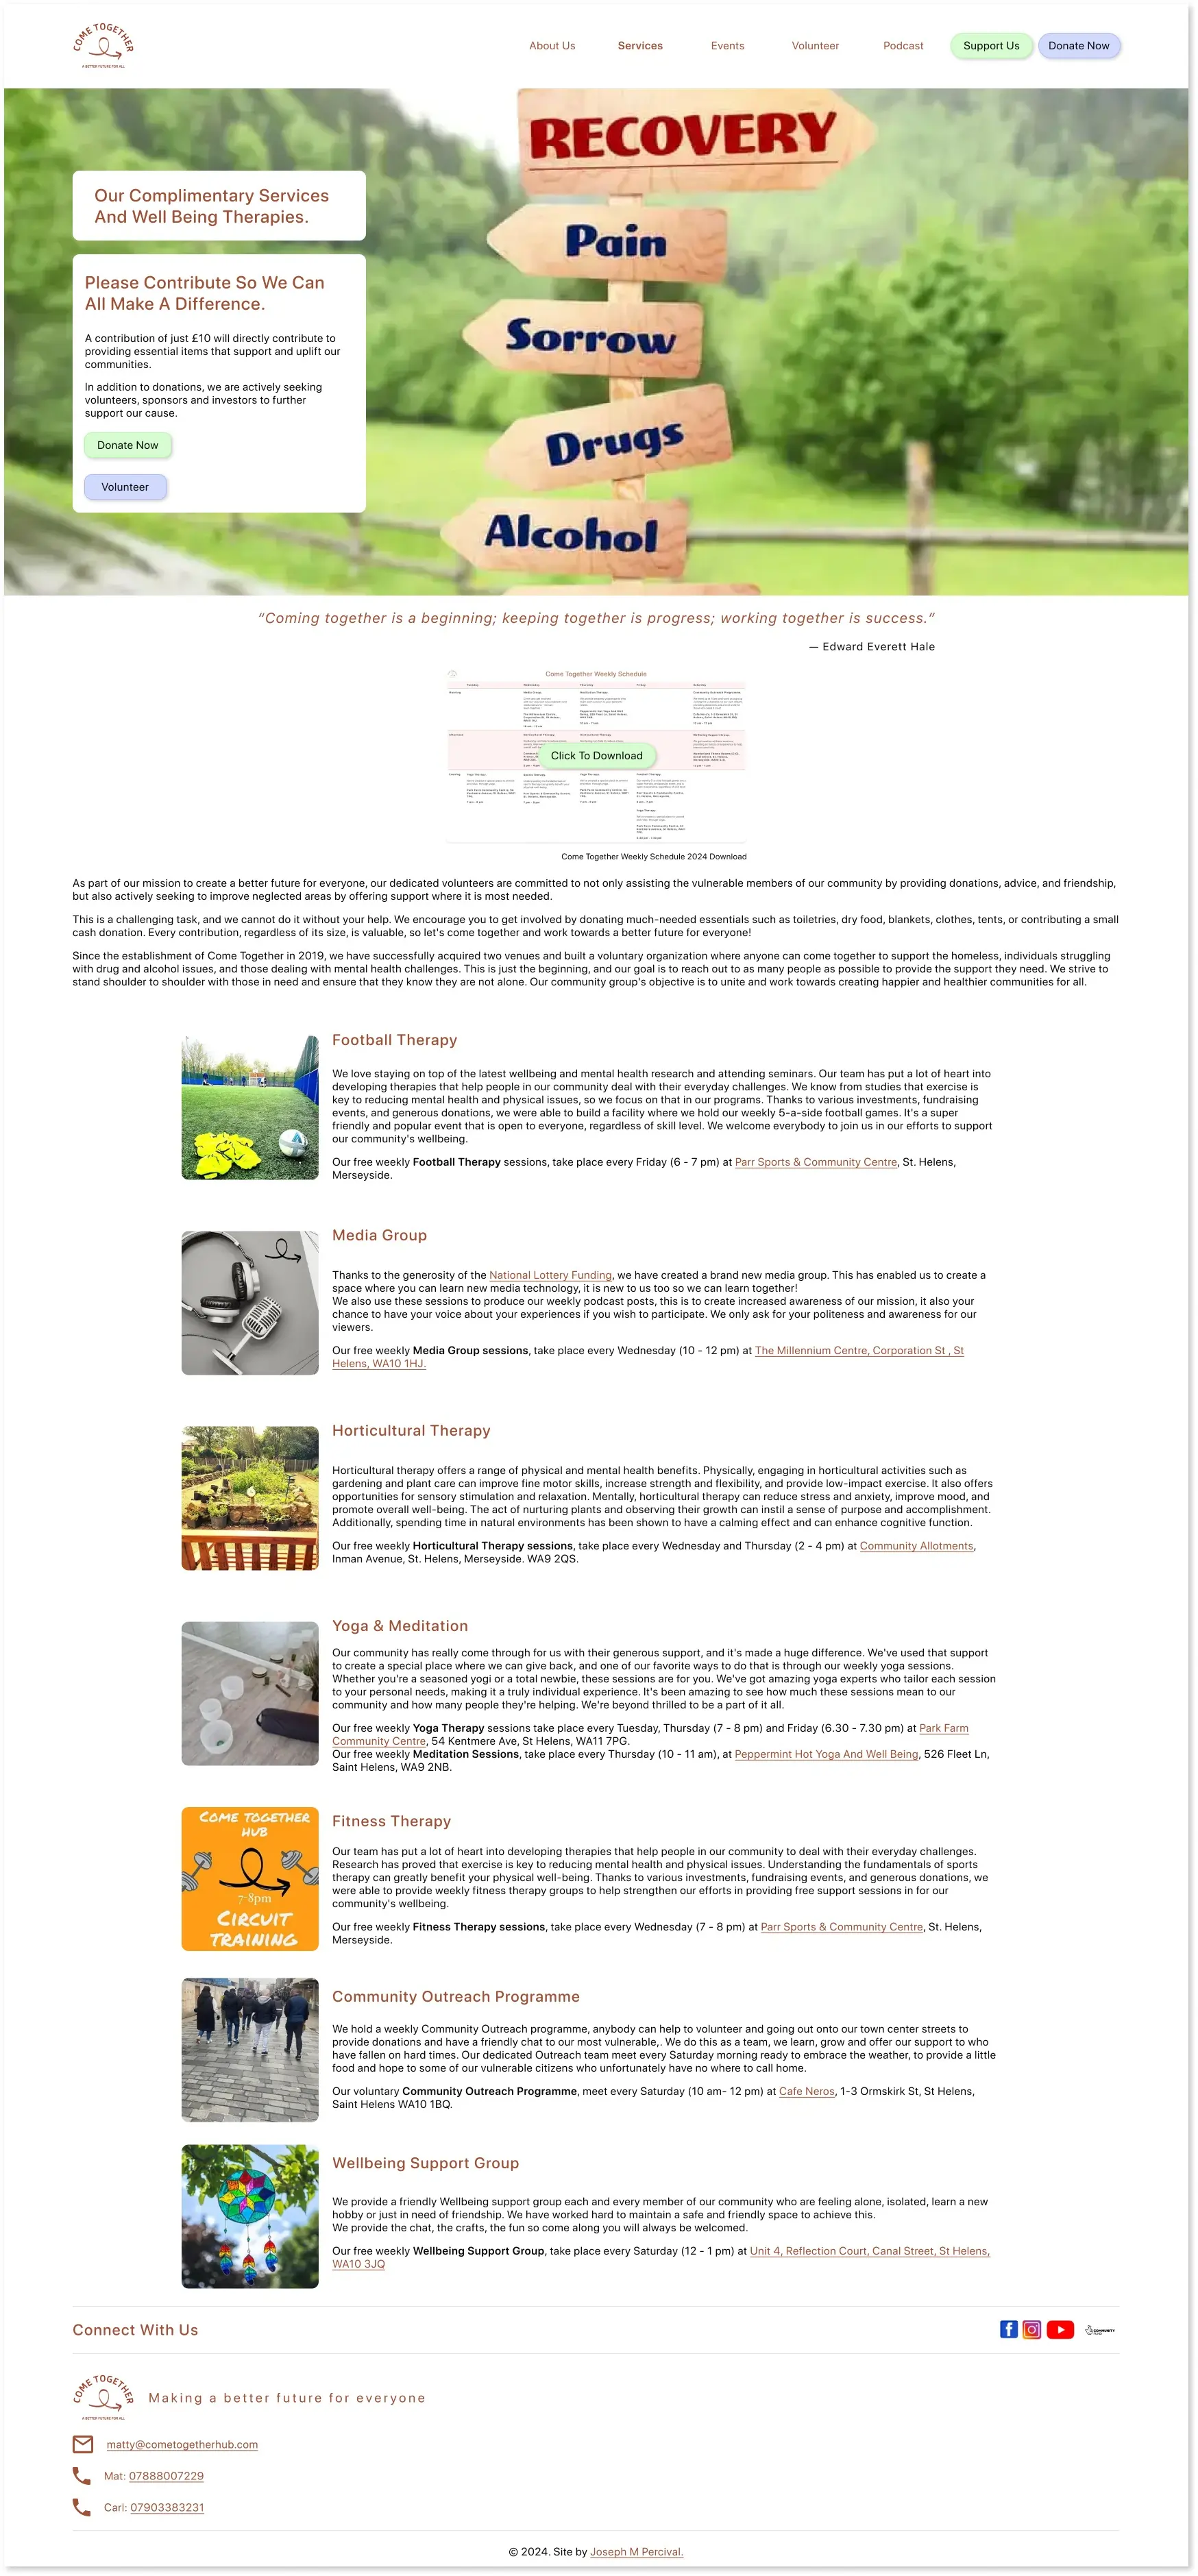 COME TOGETHER
A BETTER FUTURE FOR ALL
About Us
Services
Events
Volunteer
Podcast
Support Us
Donate Now
RECOVERY
Pain
Sorrow
Drugs
Alcohol
Our Complimentary Services
And Well Being Therapies.
Please Contribute So We Can
All Make A Difference.
A contribution of just £10 will directly contribute to
providing essential items that support and uplift our
communities.
In addition to donations, we are actively seeking
volunteers, sponsors and investors to further
support our cause.
Donate Now
Volunteer
“Coming together is a beginning; keeping together is progress; working together is success.”
— Edward Everett Hale
Come Together Weekly Schedule
Click To Download
Come Together Weekly Schedule 2024 Download
As part of our mission to create a better future for everyone, our dedicated volunteers are committed to not only assisting the vulnerable members of our community by providing donations, advice, and friendship,
but also actively seeking to improve neglected areas by offering support where it is most needed.
This is a challenging task, and we cannot do it without your help. We encourage you to get involved by donating much-needed essentials such as toiletries, dry food, blankets, clothes, tents, or contributing a small
cash donation. Every contribution, regardless of its size, is valuable, so let's come together and work towards a better future for everyone!
Since the establishment of Come Together in 2019, we have successfully acquired two venues and built a voluntary organization where anyone can come together to support the homeless, individuals struggling
with drug and alcohol issues, and those dealing with mental health challenges. This is just the beginning, and our goal is to reach out to as many people as possible to provide the support they need. We strive to
stand shoulder to shoulder with those in need and ensure that they know they are not alone. Our community group's objective is to unite and work towards creating happier and healthier communities for all.
Football Therapy
We love staying on top of the latest wellbeing and mental health research and attending seminars. Our team has put a lot of heart into
developing therapies that help people in our community deal with their everyday challenges. We know from studies that exercise is
key to reducing mental health and physical issues, so we focus on that in our programs. Thanks to various investments, fundraising
events, and generous donations, we were able to build a facility where we hold our weekly 5-a-side football games. It's a super
friendly and popular event that is open to everyone, regardless of skill level. We welcome everybody to join us in our efforts to support
our community's wellbeing.
Our free weekly Football Therapy sessions, take place every Friday (6 - 7 pm) at Parr Sports & Community Centre, St. Helens,
Merseyside.
Media Group
Thanks to the generosity of the National Lottery Funding, we have created a brand new media group. This has enabled us to create a
space where you can learn new media technology, it is new to us too so we can learn together!
We also use these sessions to produce our weekly podcast posts, this is to create increased awareness of our mission, it also your
chance to have your voice about your experiences if you wish to participate. We only ask for your politeness and awareness for our
viewers.
Our free weekly Media Group sessions, take place every Wednesday (10 - 12 pm) at The Millennium Centre, Corporation St , St
Helens, WA10 1HJ.
Horticultural Therapy
Horticultural therapy offers a range of physical and mental health benefits. Physically, engaging in horticultural activities such as
gardening and plant care can improve fine motor skills, increase strength and flexibility, and provide low-impact exercise. It also offers
opportunities for sensory stimulation and relaxation. Mentally, horticultural therapy can reduce stress and anxiety, improve mood, and
promote overall well-being. The act of nurturing plants and observing their growth can instil a sense of purpose and accomplishment.
Additionally, spending time in natural environments has been shown to have a calming effect and can enhance cognitive function.
Our free weekly Horticultural Therapy sessions, take place every Wednesday and Thursday (2 - 4 pm) at Community Allotments,
Inman Avenue, St. Helens, Merseyside. WA9 2QS.
Yoga & Meditation
Our community has really come through for us with their generous support, and it's made a huge difference. We've used that support
to create a special place where we can give back, and one of our favorite ways to do that is through our weekly yoga sessions.
Whether you're a seasoned yogi or a total newbie, these sessions are for you. We've got amazing yoga experts who tailor each session
to your personal needs, making it a truly individual experience. It's been amazing to see how much these sessions mean to our
community and how many people they're helping. We're beyond thrilled to be a part of it all.
Our free weekly Yoga Therapy sessions take place every Tuesday, Thursday (7 - 8 pm) and Friday (6.30 - 7.30 pm) at Park Farm
Community Centre, 54 Kentmere Ave, St Helens, WA11 7PG.
Our free weekly Meditation Sessions, take place every Thursday (10 - 11 am), at Peppermint Hot Yoga And Well Being, 526 Fleet Ln,
Saint Helens, WA9 2NB.
COME TOGETHER
HUB
7-8pm
CIRCUIT
TRAINING
Fitness Therapy
Our team has put a lot of heart into developing therapies that help people in our community to deal with their everyday challenges.
Research has proved that exercise is key to reducing mental health and physical issues. Understanding the fundamentals of sports
therapy can greatly benefit your physical well-being. Thanks to various investments, fundraising events, and generous donations, we
were able to provide weekly fitness therapy groups to help strengthen our efforts in providing free support sessions in for our
community's wellbeing.
Our free weekly Fitness Therapy sessions, take place every Wednesday (7 - 8 pm) at Parr Sports & Community Centre, St. Helens,
Merseyside.
Community Outreach Programme
We hold a weekly Community Outreach programme, anybody can help to volunteer and going out onto our town center streets to
provide donations and have a friendly chat to our most vulnerable,. We do this as a team, we learn, grow and offer our support to who
have fallen on hard times. Our dedicated Outreach team meet every Saturday morning ready to embrace the weather, to provide a little
food and hope to some of our vulnerable citizens who unfortunately have no where to call home.
Our voluntary Community Outreach Programme, meet every Saturday (10 am- 12 pm) at Cafe Neros, 1-3 Ormskirk St, St Helens,
Saint Helens WA10 1BQ.
Wellbeing Support Group
We provide a friendly Wellbeing support group each and every member of our community who are feeling alone, isolated, learn a new
hobby or just in need of friendship. We have worked hard to maintain a safe and friendly space to achieve this.
We provide the chat, the crafts, the fun so come along you will always be welcomed.
Our free weekly Wellbeing Support Group, take place every Saturday (12 - 1 pm) at Unit 4, Reflection Court, Canal Street, St Helens,
WA10 3JQ
Connect With Us
COMMUNITY
COME TOGETHER
A BETTER FUTURE FOR ALL
Making a better future for everyone
matty@cometogetherhub.com
Mat: 07888007229
Carl: 07903383231
© 2024. Site by Joseph M Percival.